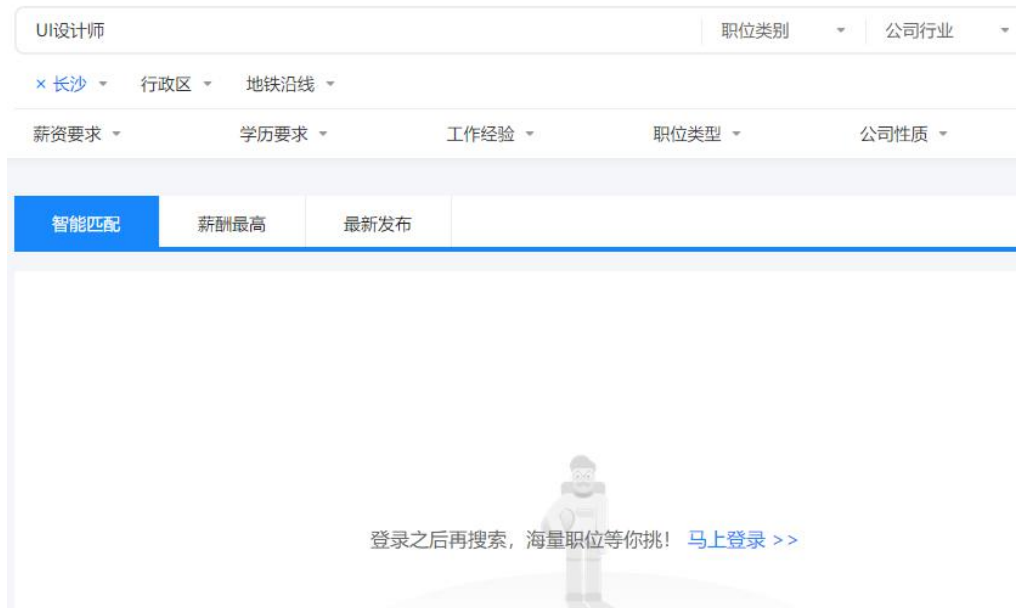 UI设计师 职位类别 公司行业
× 长沙 行政区 地铁沿线
薪资要求 学历要求 工作经验 职位类型 公司性质
智能匹配 薪酬最高 最新发布
登录之后再搜索，海量职位等你挑！ 马上登录 >>